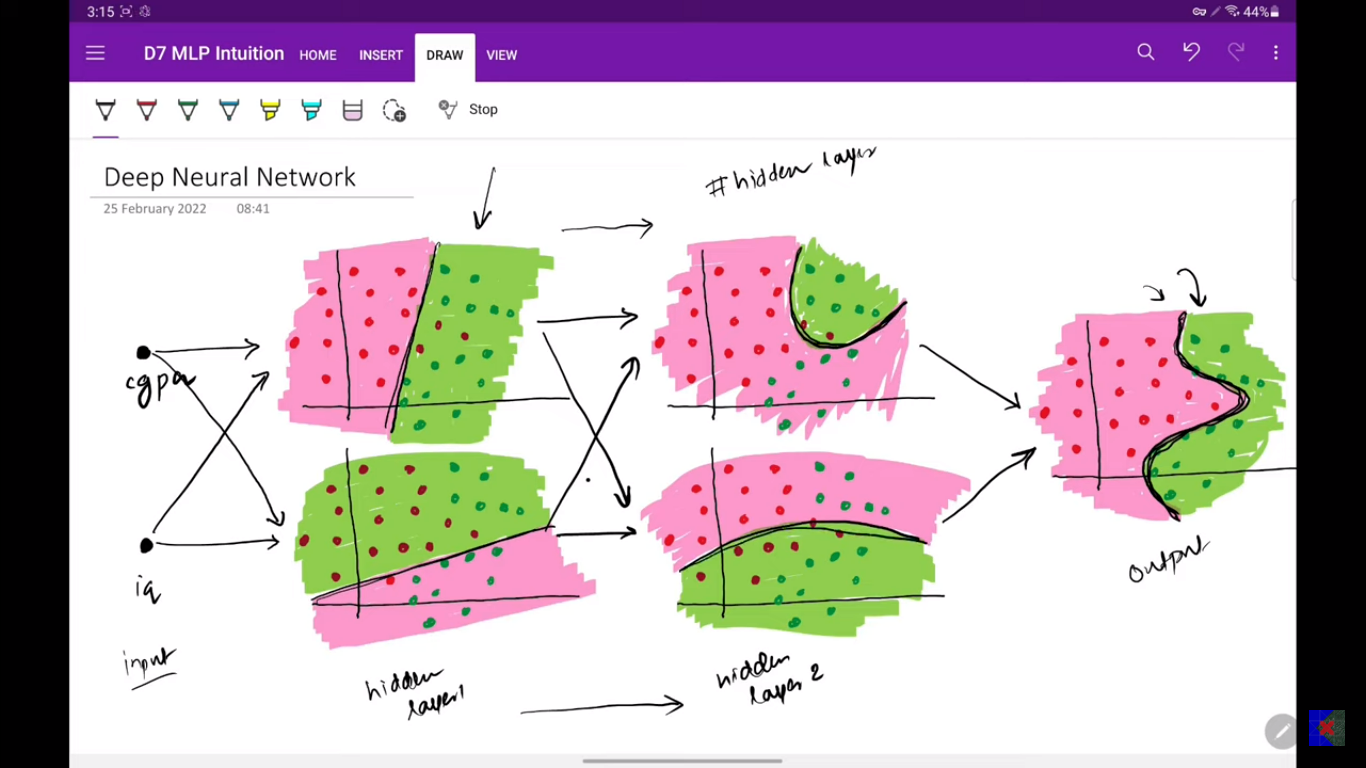 3:15
44%
D7 MLP Intuition HOME INSERT DRAW VIEW
Stop
Deep Neural Network
25 February 2022 08:41
#hidden layer
cgpa
iq
input
hidden
layer1
hidden
layer 2
output